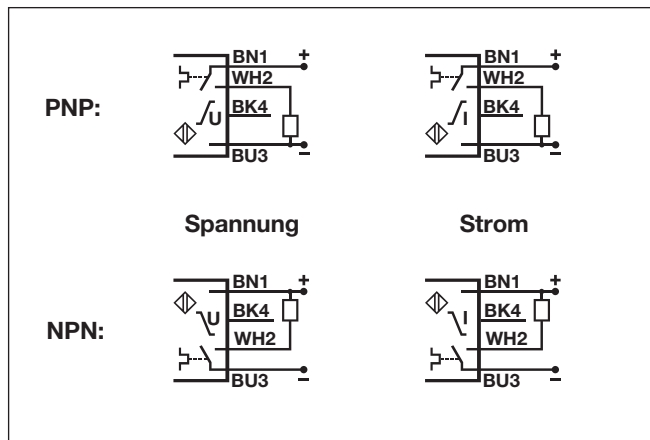 BN1 + BN1 +
WH2 WH2
PNP: U BK4 I BK4
BU3 − BU3 −
Spannung Strom
BN1 + BN1 +
U BK4 I BK4
NPN: WH2 WH2
BU3 − BU3 −